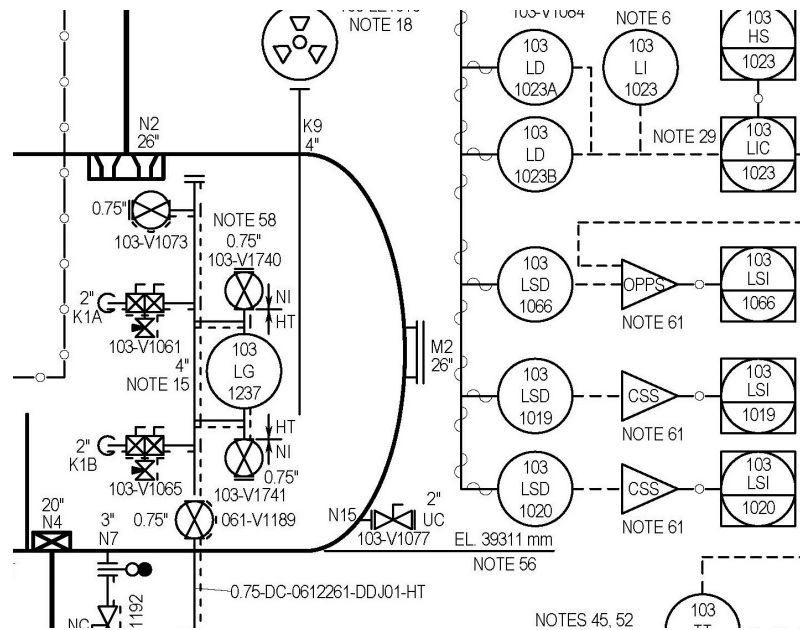 103-V1084
NOTE 6
NOTE 18
103
LD
1023A
103
LI
1023
103
HS
1023
N2
26"
K9
4"
103
LD
1023B
NOTE 29
103
LIC
1023
0.75"
103-V1073
NOTE 58
0.75"
103-V1740
2"
K1A
103-V1061
NI
HT
103
LSD
1066
OPPS
NOTE 61
103
LSI
1066
4"
NOTE 15
103
LG
1237
M2
26"
103
LSD
1019
CSS
NOTE 61
103
LSI
1019
2"
K1B
103-V1065
HT
NI
0.75"
103-V1741
103
LSD
1020
CSS
NOTE 61
103
LSI
1020
20"
N4
3"
N7
0.75"
061-V1189
N15
2"
UC
103-V1077
EL. 39311 mm
NOTE 56
0.75-DC-0612261-DDJ01-HT
NC
1192
NOTES 45, 52
103